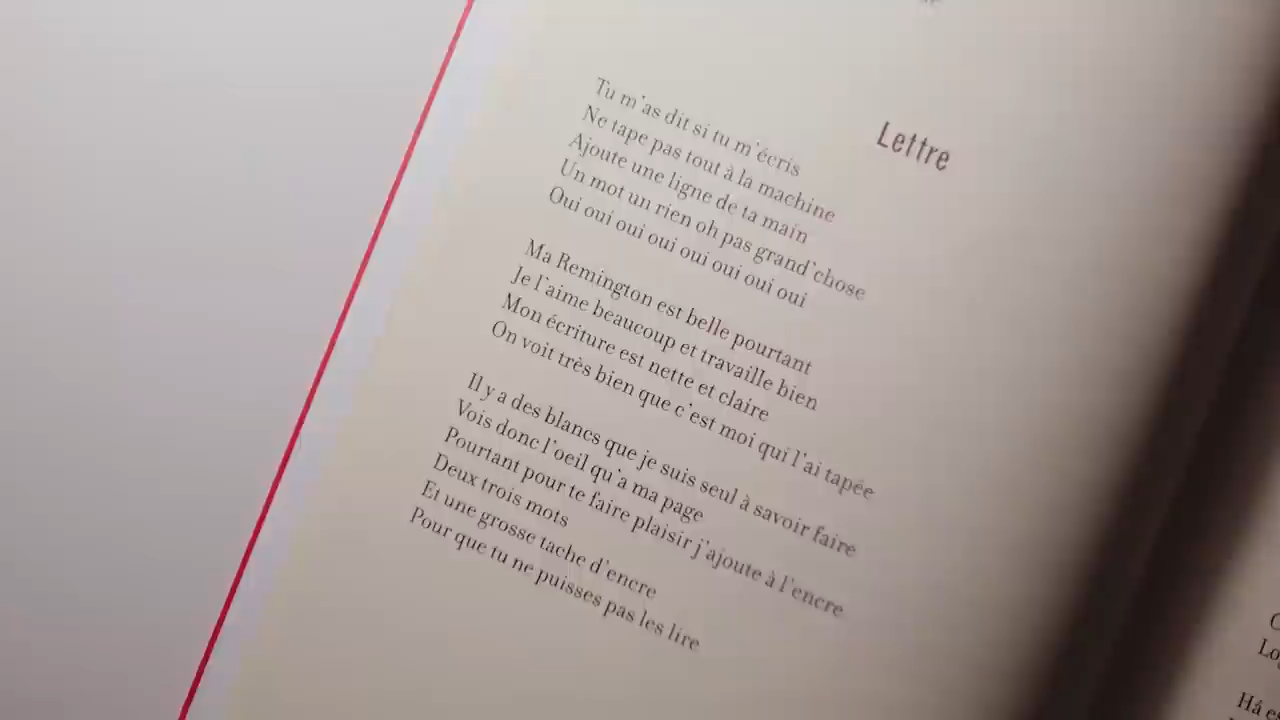 Lettre
Tu m'as dit si tu m'écris
Ne tape pas tout à la machine
Ajoute une ligne de ta main
Un mot un rien oh pas grand'chose
Oui oui oui oui oui oui oui oui
Ma Remington est belle pourtant
Je l'aime beaucoup et travaille bien
Mon écriture est nette et claire
On voit très bien que c'est moi qui l'ai tapée
Il y a des blancs que je suis seul à savoir faire
Vois donc l'oeil qu'a ma page
Pourtant pour te faire plaisir j'ajoute à l'encre
Deux trois mots
Et une grosse tache d'encre
Pour que tu ne puisses pas les lire
Há